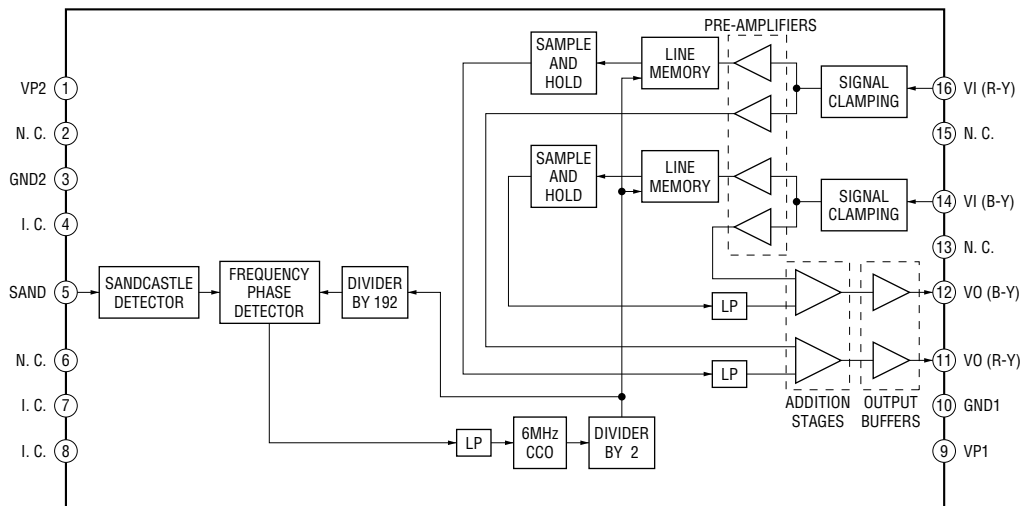 PRE-AMPLIFIERS
SAMPLE
AND
HOLD
LINE
MEMORY
SIGNAL
CLAMPING
VP2 1
16 VI (R-Y)
N. C. 2
15 N. C.
SAMPLE
AND
HOLD
LINE
MEMORY
SIGNAL
CLAMPING
GND2 3
14 VI (B-Y)
I. C. 4
13 N. C.
SAND 5
SANDCASTLE
DETECTOR
FREQUENCY
PHASE
DETECTOR
DIVIDER
BY 192
LP
12 VO (B-Y)
N. C. 6
LP
11 VO (R-Y)
I. C. 7
ADDITION
STAGES
OUTPUT
BUFFERS
10 GND1
I. C. 8
LP
6MHz
CCO
DIVIDER
BY 2
9 VP1